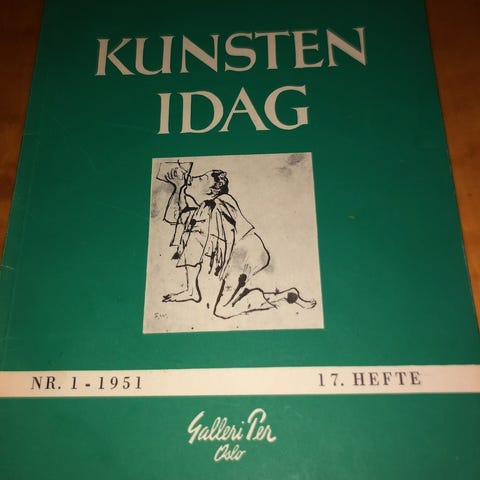 KUNSTEN
IDAG
S.W.
NR. 1 - 1951 17. HEFTE
Galleri Per
Oslo